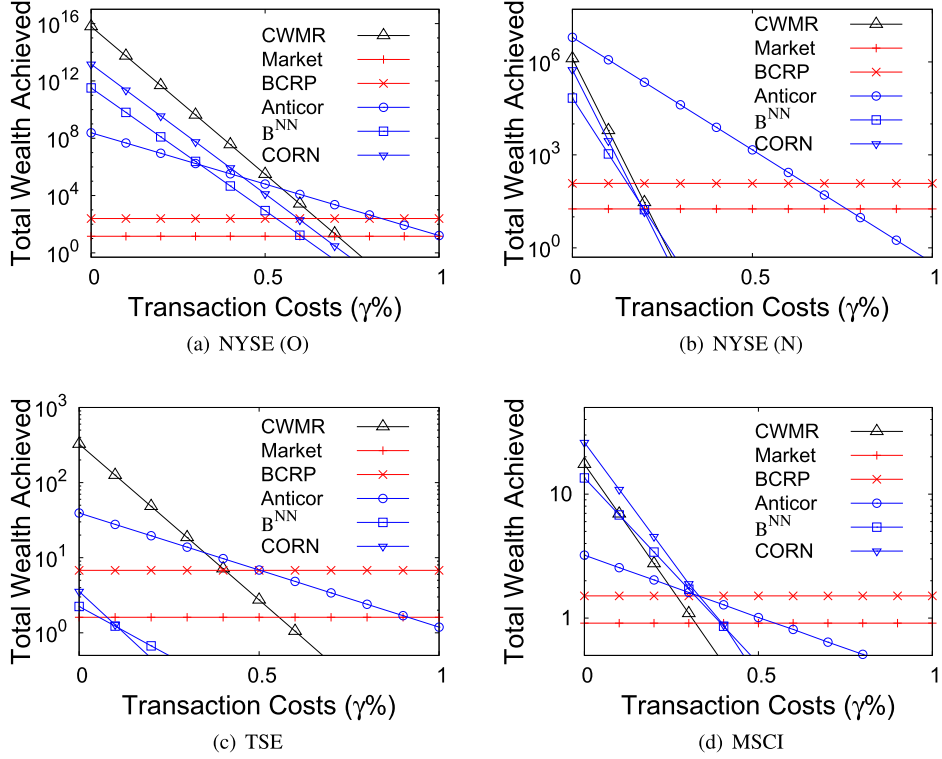 Total Wealth Achieved
10^16
10^12
10^8
10^4
10^0
CWMR
Market
BCRP
Anticor
B^NN
CORN
0
0.5
1
Transaction Costs (γ%)
(a) NYSE (O)
Total Wealth Achieved
10^6
10^3
10^0
CWMR
Market
BCRP
Anticor
B^NN
CORN
0
0.5
1
Transaction Costs (γ%)
(b) NYSE (N)
Total Wealth Achieved
10^3
10^2
10^1
10^0
CWMR
Market
BCRP
Anticor
B^NN
CORN
0
0.5
1
Transaction Costs (γ%)
(c) TSE
Total Wealth Achieved
10
1
CWMR
Market
BCRP
Anticor
B^NN
CORN
0
0.5
1
Transaction Costs (γ%)
(d) MSCI